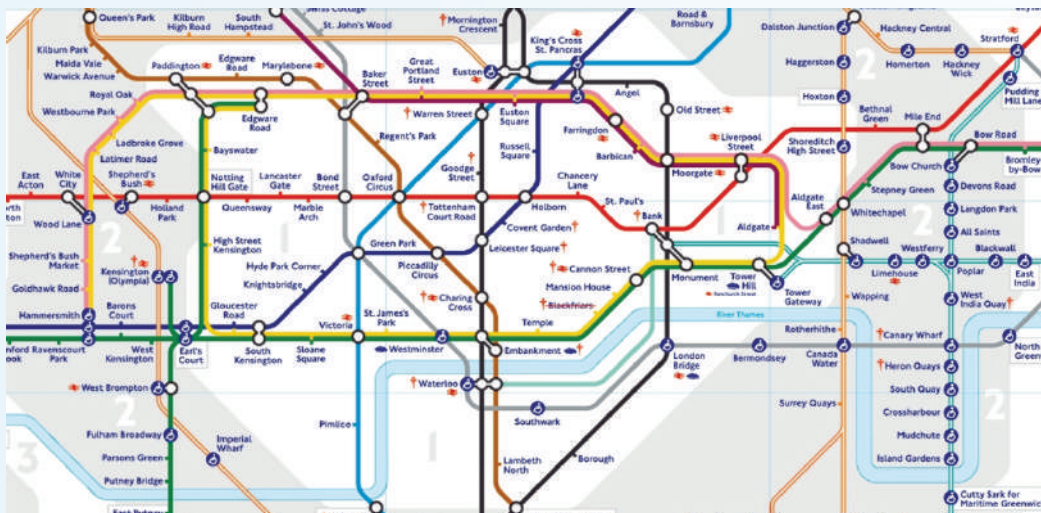 Swiss Cottage
St. John's Wood
Queen's Park
Kilburn
High Road
South
Hampstead
Mornington
Crescent
King's Cross
St. Pancras
Road &
Barnsbury
Dalston Junction
Hackney Central
Stratford
Kilburn Park
Maida Vale
Warwick Avenue
Paddington
Edgware
Road
Marylebone
Baker
Street
Great
Portland
Street
Euston
Haggerston
Homerton
Hackney
Wick
Pudding
Mill Lane
Royal Oak
Westbourne Park
Edgware
Road
Warren Street
Euston
Square
Angel
Old Street
Hoxton
Bethnal
Green
Mile End
Ladbroke Grove
Latimer Road
Bayswater
Regent's Park
Russell
Square
Farringdon
Barbican
Liverpool
Street
Moorgate
Shoreditch
High Street
Bow Road
Bow Church
Bromley-
by-Bow
East
Acton
White
City
Shepherd's
Bush
Notting
Hill Gate
Lancaster
Gate
Bond
Street
Oxford
Circus
Goodge
Street
Chancery
Lane
St. Paul's
Stepney Green
Devons Road
Holland
Park
Queensway
Marble
Arch
Tottenham
Court Road
Holborn
Bank
Aldgate
East
Aldgate
Whitechapel
Langdon Park
Wood Lane
Covent Garden
Leicester Square
All Saints
Shepherd's Bush
Market
Kensington
(Olympia)
High Street
Kensington
Hyde Park Corner
Green Park
Piccadilly
Circus
Cannon Street
Mansion House
Monument
Tower
Hill
Fenchurch Street
Tower
Gateway
Shadwell
Limehouse
Westferry
Poplar
Blackwall
East
India
Goldhawk Road
Knightsbridge
Charing
Cross
Blackfriars
Wapping
West
India Quay
Hammersmith
Barons
Court
Gloucester
Road
Victoria
St. James's
Park
Temple
River Thames
Rotherhithe
Canary Wharf
Ravenscourt
Park
West
Kensington
Earl's
Court
South
Kensington
Sloane
Square
Westminster
Embankment
London
Bridge
Bermondsey
Canada
Water
North
Heron Quays
West Brompton
Waterloo
Southwark
Surrey Quays
South Quay
Crossharbour
Fulham Broadway
Imperial
Wharf
Pimlico
Mudchute
Parsons Green
Lambeth
North
Borough
Island Gardens
Putney Bridge
East Putney
Cutty Sark for
Maritime Greenwich
2
2
2
2
1
1
3